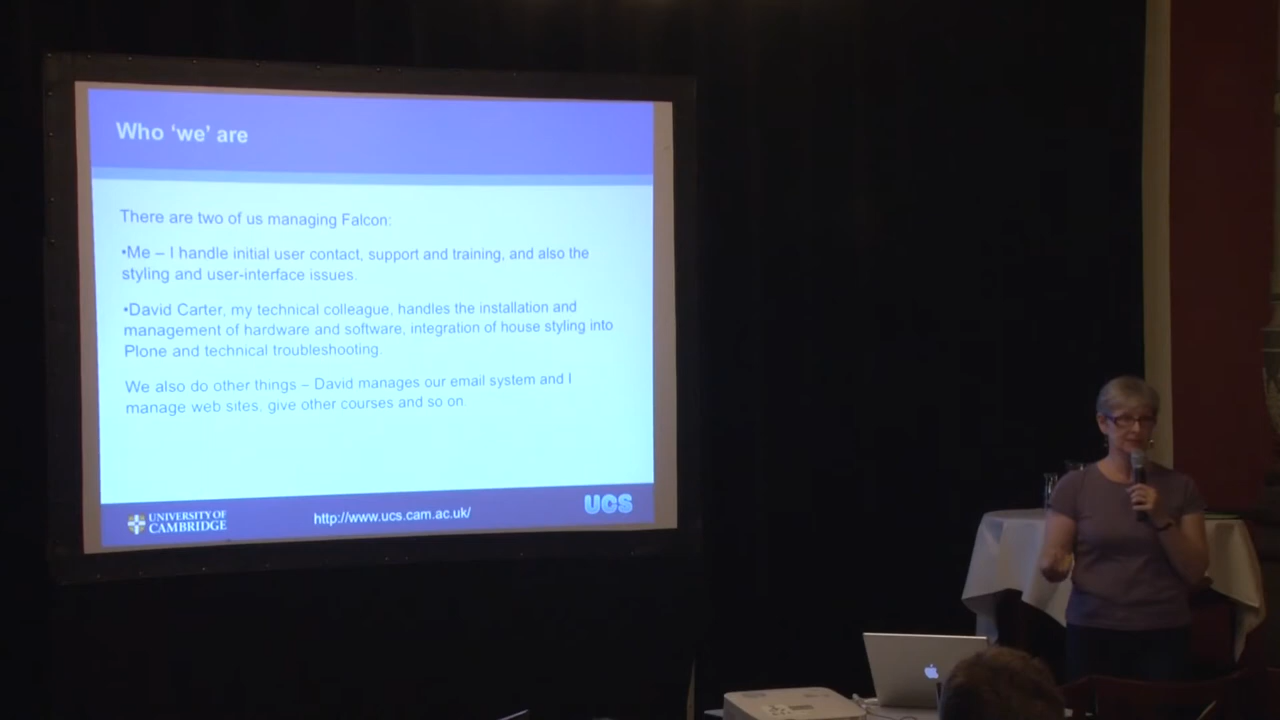 Who ‘we’ are
There are two of us managing Falcon:
•Me – I handle initial user contact, support and training, and also the
styling and user-interface issues.
•David Carter, my technical colleague, handles the installation and
management of hardware and software, integration of house styling into
Plone and technical troubleshooting.
We also do other things – David manages our email system and I
manage web sites, give other courses and so on.
UNIVERSITY OF
CAMBRIDGE
http://www.ucs.cam.ac.uk/
UCS